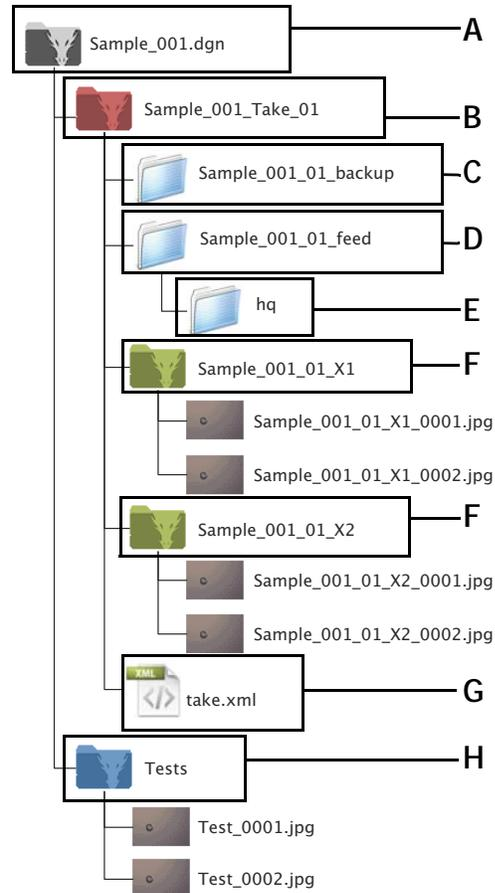 Sample_001.dgn A
Sample_001_Take_01 B
Sample_001_01_backup C
Sample_001_01_feed D
hq E
Sample_001_01_X1 F
Sample_001_01_X1_0001.jpg
Sample_001_01_X1_0002.jpg
Sample_001_01_X2 F
Sample_001_01_X2_0001.jpg
Sample_001_01_X2_0002.jpg
XML
take.xml G
Tests H
Test_0001.jpg
Test_0002.jpg